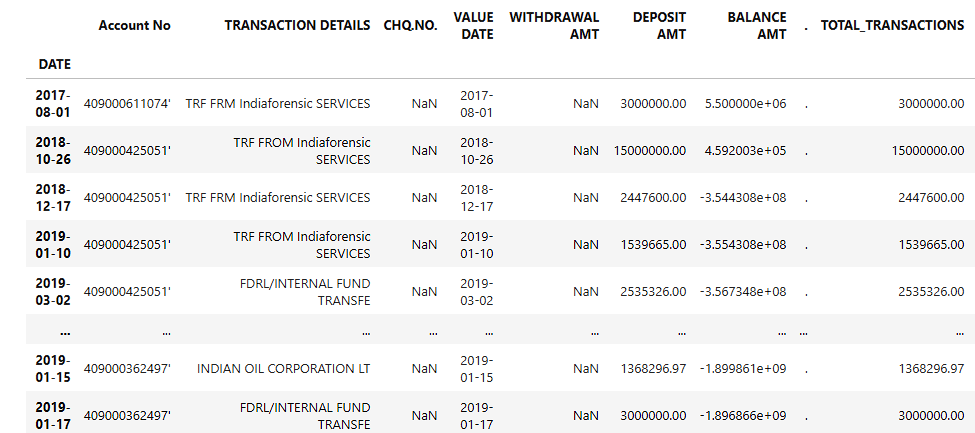 Account No TRANSACTION DETAILS CHQ.NO. VALUE DATE WITHDRAWAL AMT DEPOSIT AMT BALANCE AMT . TOTAL_TRANSACTIONS
DATE
2017-08-01 409000611074' TRF FRM Indiaforensic SERVICES NaN 2017-08-01 NaN 3000000.00 5.500000e+06 . 3000000.00
2018-10-26 409000425051' TRF FROM Indiaforensic SERVICES NaN 2018-10-26 NaN 15000000.00 4.592003e+05 . 15000000.00
2018-12-17 409000425051' TRF FRM Indiaforensic SERVICES NaN 2018-12-17 NaN 2447600.00 -3.544308e+08 . 2447600.00
2019-01-10 409000425051' TRF FROM Indiaforensic SERVICES NaN 2019-01-10 NaN 1539665.00 -3.554308e+08 . 1539665.00
2019-03-02 409000425051' FDRL/INTERNAL FUND TRANSFE NaN 2019-03-02 NaN 2535326.00 -3.567348e+08 . 2535326.00
... ... ... ... ... ... ... ... ... ...
2019-01-15 409000362497' INDIAN OIL CORPORATION LT NaN 2019-01-15 NaN 1368296.97 -1.899861e+09 . 1368296.97
2019-01-17 409000362497' FDRL/INTERNAL FUND TRANSFE NaN 2019-01-17 NaN 3000000.00 -1.896866e+09 . 3000000.00